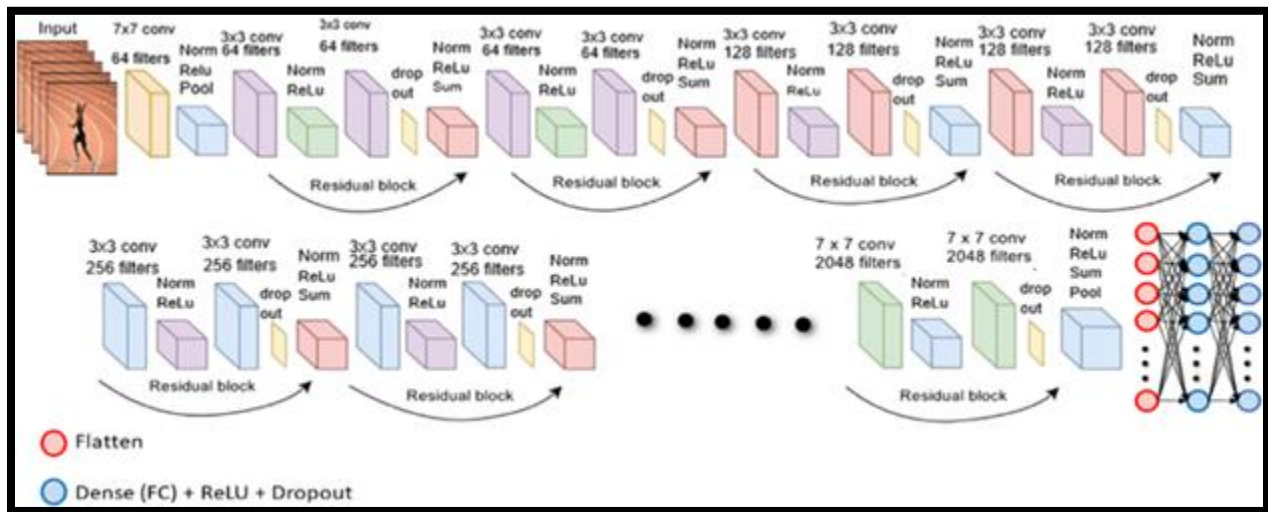 Input
7x7 conv
64 filters
Norm
Relu
Pool
3x3 conv
64 filters
Norm
ReLu
3x3 conv
64 filters
drop
out
Norm
ReLu
Sum
3x3 conv
64 filters
Norm
ReLu
3x3 conv
64 filters
drop
out
Norm
ReLu
Sum
3x3 conv
128 filters
Norm
ReLu
3x3 conv
128 filters
drop
out
Norm
ReLu
Sum
3x3 conv
128 filters
Norm
ReLu
3x3 conv
128 filters
drop
out
Norm
ReLu
Sum
Residual block
Residual block
Residual block
Residual block
3x3 conv
256 filters
Norm
ReLu
3x3 conv
256 filters
drop
out
Norm
ReLu
Sum
3x3 conv
256 filters
Norm
ReLu
3x3 conv
256 filters
drop
out
Norm
ReLu
Sum
7 x 7 conv
2048 filters
Norm
ReLu
7 x 7 conv
2048 filters
drop
out
Norm
ReLu
Sum
Pool
Residual block
Residual block
Residual block
Flatten
Dense (FC) + ReLU + Dropout